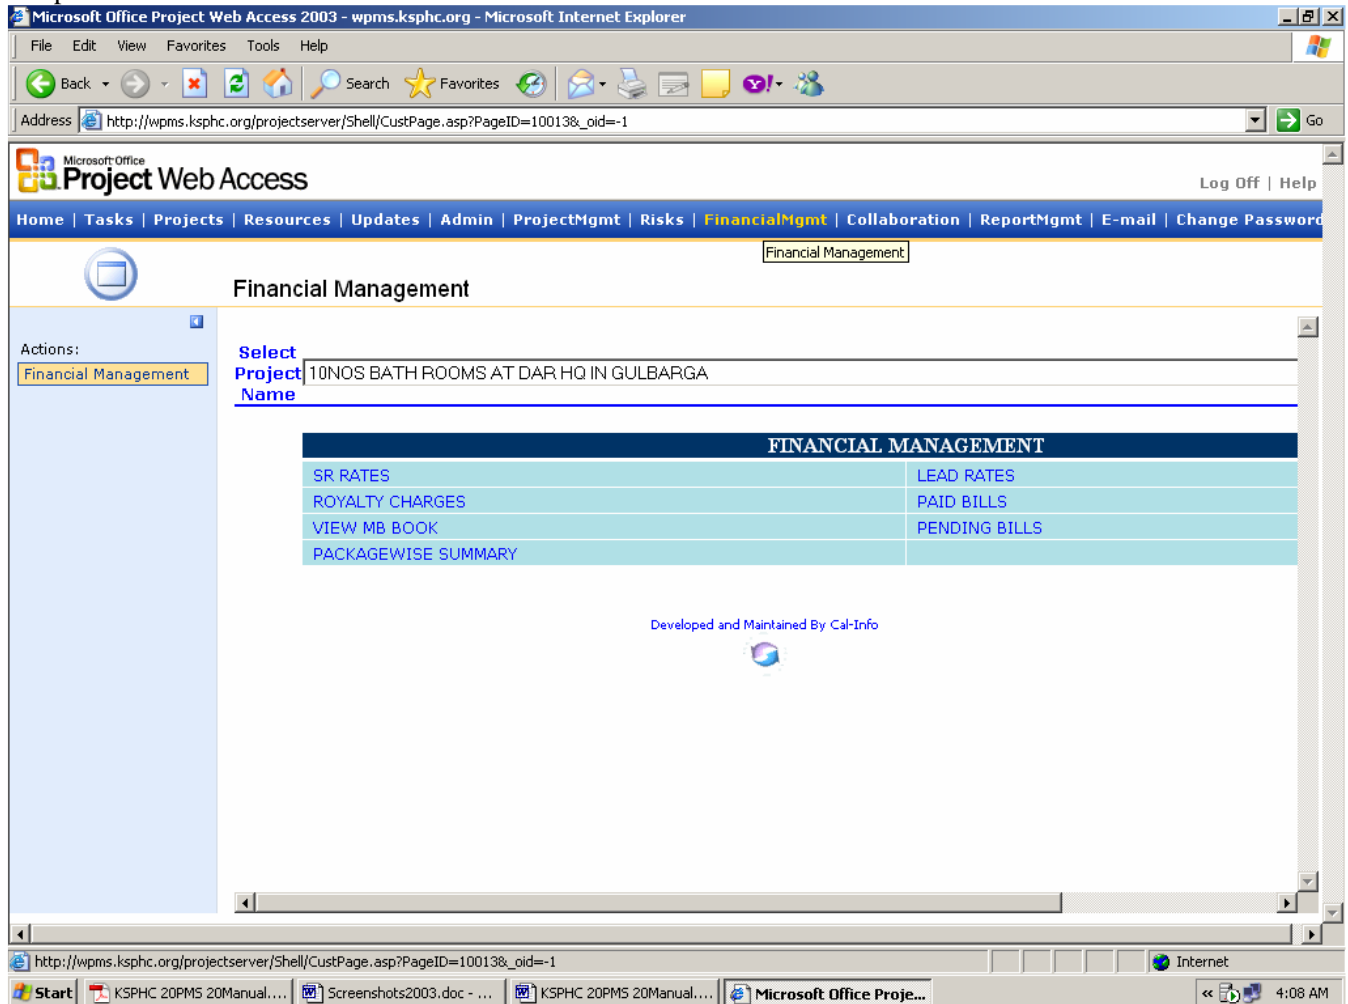 Microsoft Office Project Web Access 2003 - wpms.ksphc.org - Microsoft Internet Explorer
File Edit View Favorites Tools Help
Back Search Favorites
Address http://wpms.ksphc.org/projectserver/Shell/CustPage.asp?PageID=10013&_oid=-1 Go
Microsoft Office
Project Web Access
Log Off | Help
Home | Tasks | Projects | Resources | Updates | Admin | ProjectMgmt | Risks | FinancialMgmt | Collaboration | ReportMgmt | E-mail | Change Password
Financial Management
Financial Management
Actions:
Financial Management
Select
Project 10NOS BATH ROOMS AT DAR HQ IN GULBARGA
Name
FINANCIAL MANAGEMENT
SR RATES LEAD RATES
ROYALTY CHARGES PAID BILLS
VIEW MB BOOK PENDING BILLS
PACKAGEWISE SUMMARY
Developed and Maintained By Cal-Info
http://wpms.ksphc.org/projectserver/Shell/CustPage.asp?PageID=10013&_oid=-1 Internet
Start KSPHC 20PMS 20Manual.... Screenshots2003.doc - ... KSPHC 20PMS 20Manual.... Microsoft Office Proje... « 4:08 AM